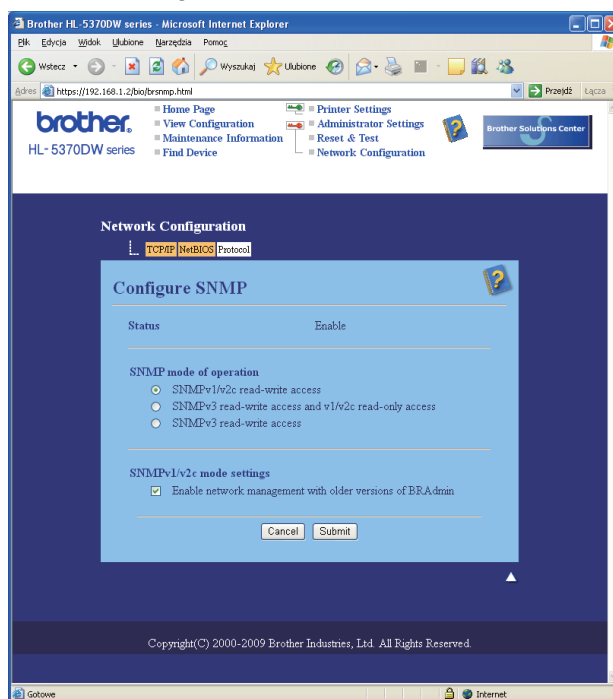 Brother HL-5370DW series - Microsoft Internet Explorer
Plik Edycja Widok Ulubione Narzędzia Pomoc
Wstecz Wyszukaj Ulubione
Adres https://192.168.1.2/bio/brsnmp.html Przejdź Łącza
brother.
HL-5370DW series
Home Page
View Configuration
Maintenance Information
Find Device
Printer Settings
Administrator Settings
Reset & Test
Network Configuration
Brother Solutions Center
Network Configuration
TCP/IP NetBIOS Protocol
Configure SNMP
Status Enable
SNMP mode of operation
SNMPv1/v2c read-write access
SNMPv3 read-write access and v1/v2c read-only access
SNMPv3 read-write access
SNMPv1/v2c mode settings
Enable network management with older versions of BRAdmin
Cancel Submit
Copyright(C) 2000-2009 Brother Industries, Ltd. All Rights Reserved.
Gotowe Internet